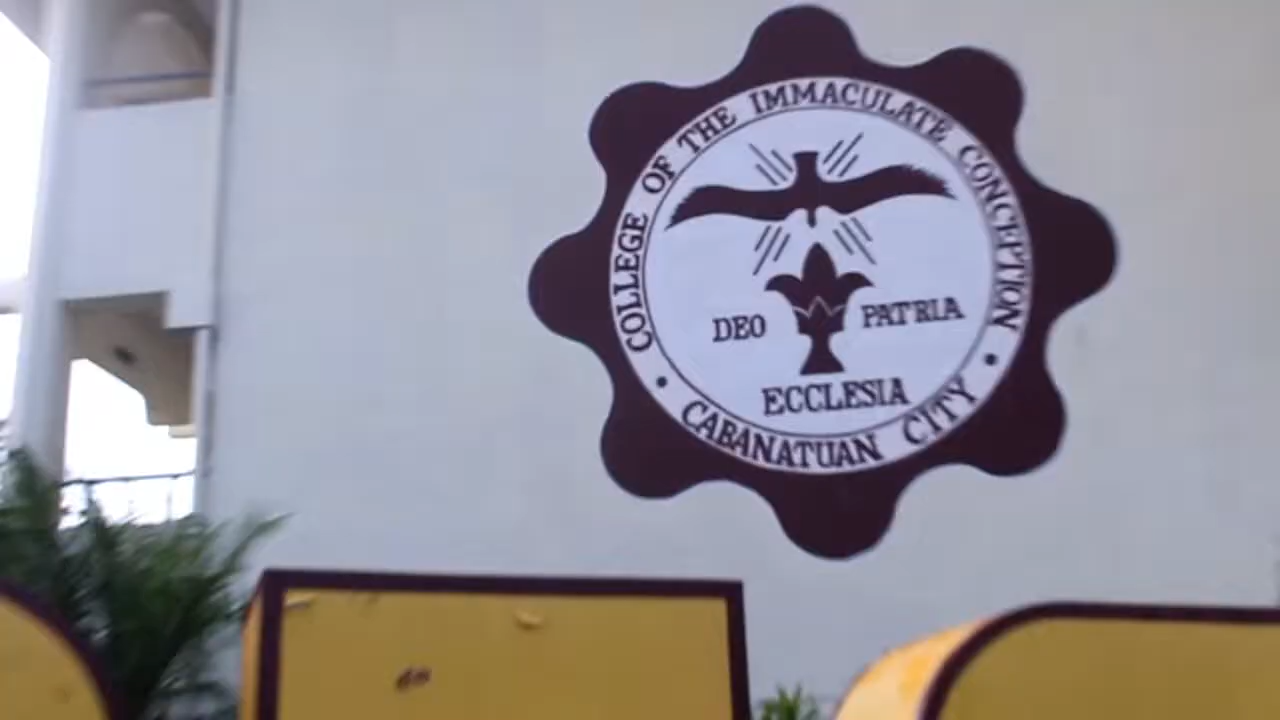 COLLEGE OF THE IMMACULATE CONCEPTION
DEO PATRIA
ECCLESIA
CABANATUAN CITY